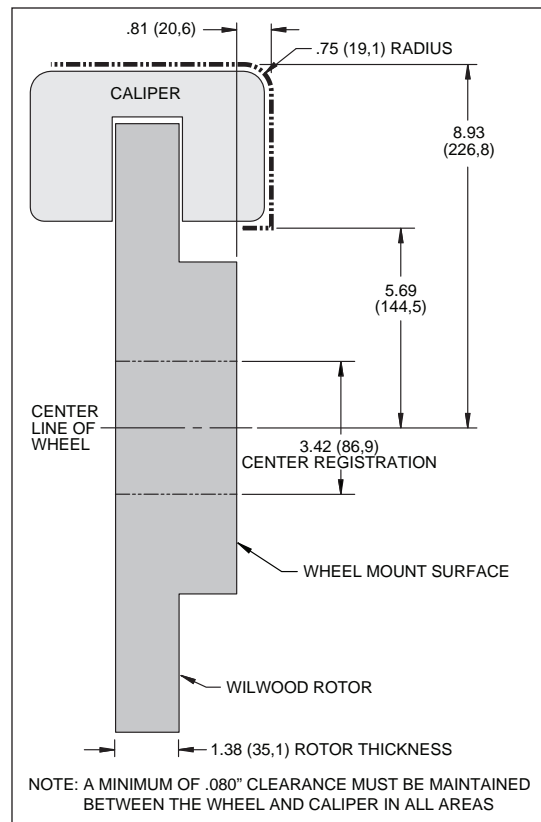 .81 (20,6)
.75 (19,1) RADIUS
CALIPER
8.93
(226,8)
5.69
(144,5)
CENTER
LINE OF
WHEEL
3.42 (86,9)
CENTER REGISTRATION
WHEEL MOUNT SURFACE
WILWOOD ROTOR
1.38 (35,1) ROTOR THICKNESS
NOTE: A MINIMUM OF .080” CLEARANCE MUST BE MAINTAINED
BETWEEN THE WHEEL AND CALIPER IN ALL AREAS